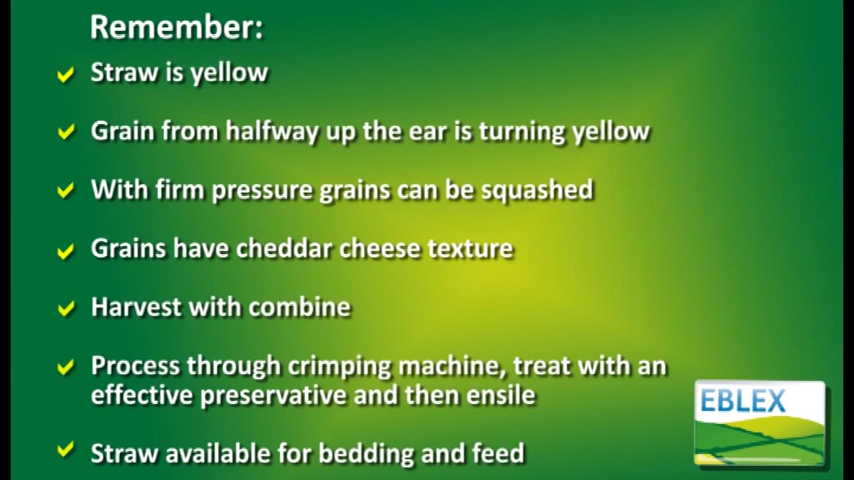 Remember:
Straw is yellow
Grain from halfway up the ear is turning yellow
With firm pressure grains can be squashed
Grains have cheddar cheese texture
Harvest with combine
Process through crimping machine, treat with an
effective preservative and then ensile
Straw available for bedding and feed
EBLEX